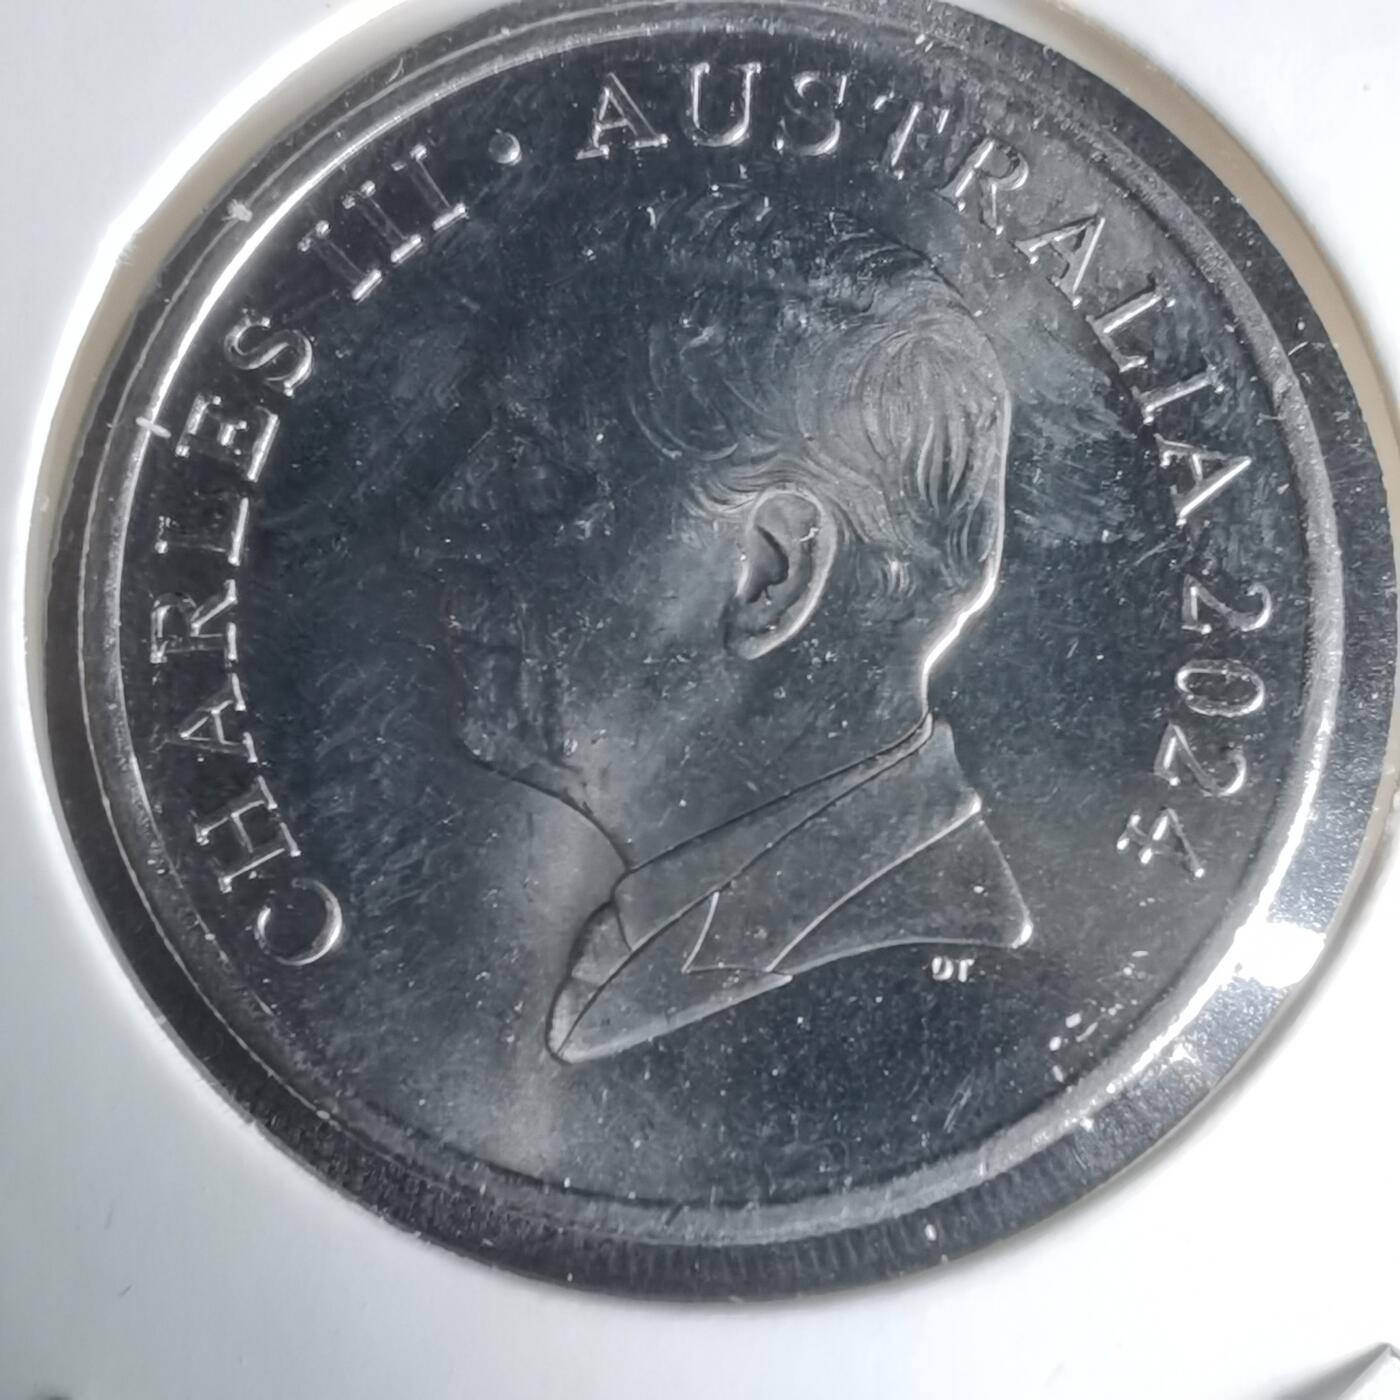 CHARLES III • AUSTRALIA 2024
DT